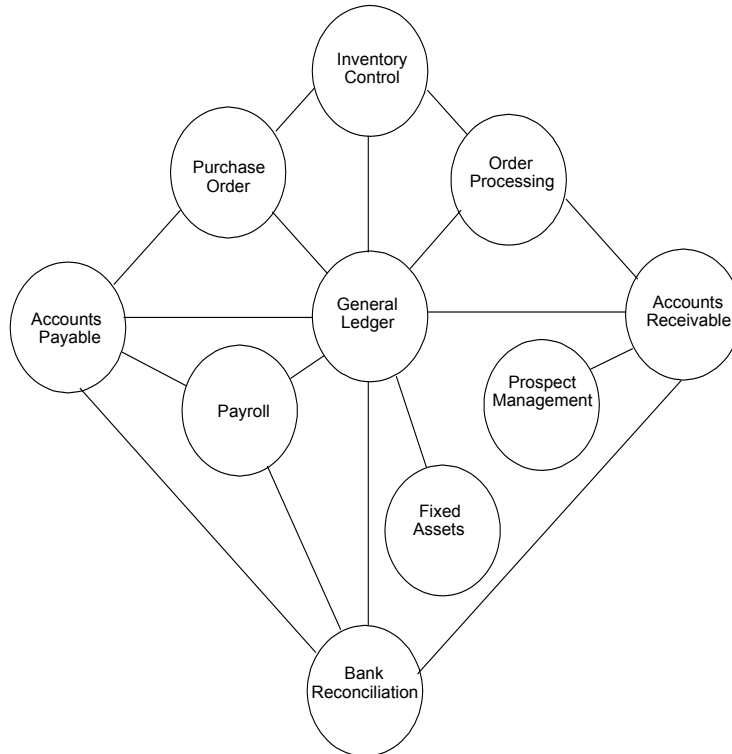 Inventory
Control
Purchase
Order
Order
Processing
Accounts
Payable
General
Ledger
Accounts
Receivable
Payroll
Prospect
Management
Fixed
Assets
Bank
Reconciliation